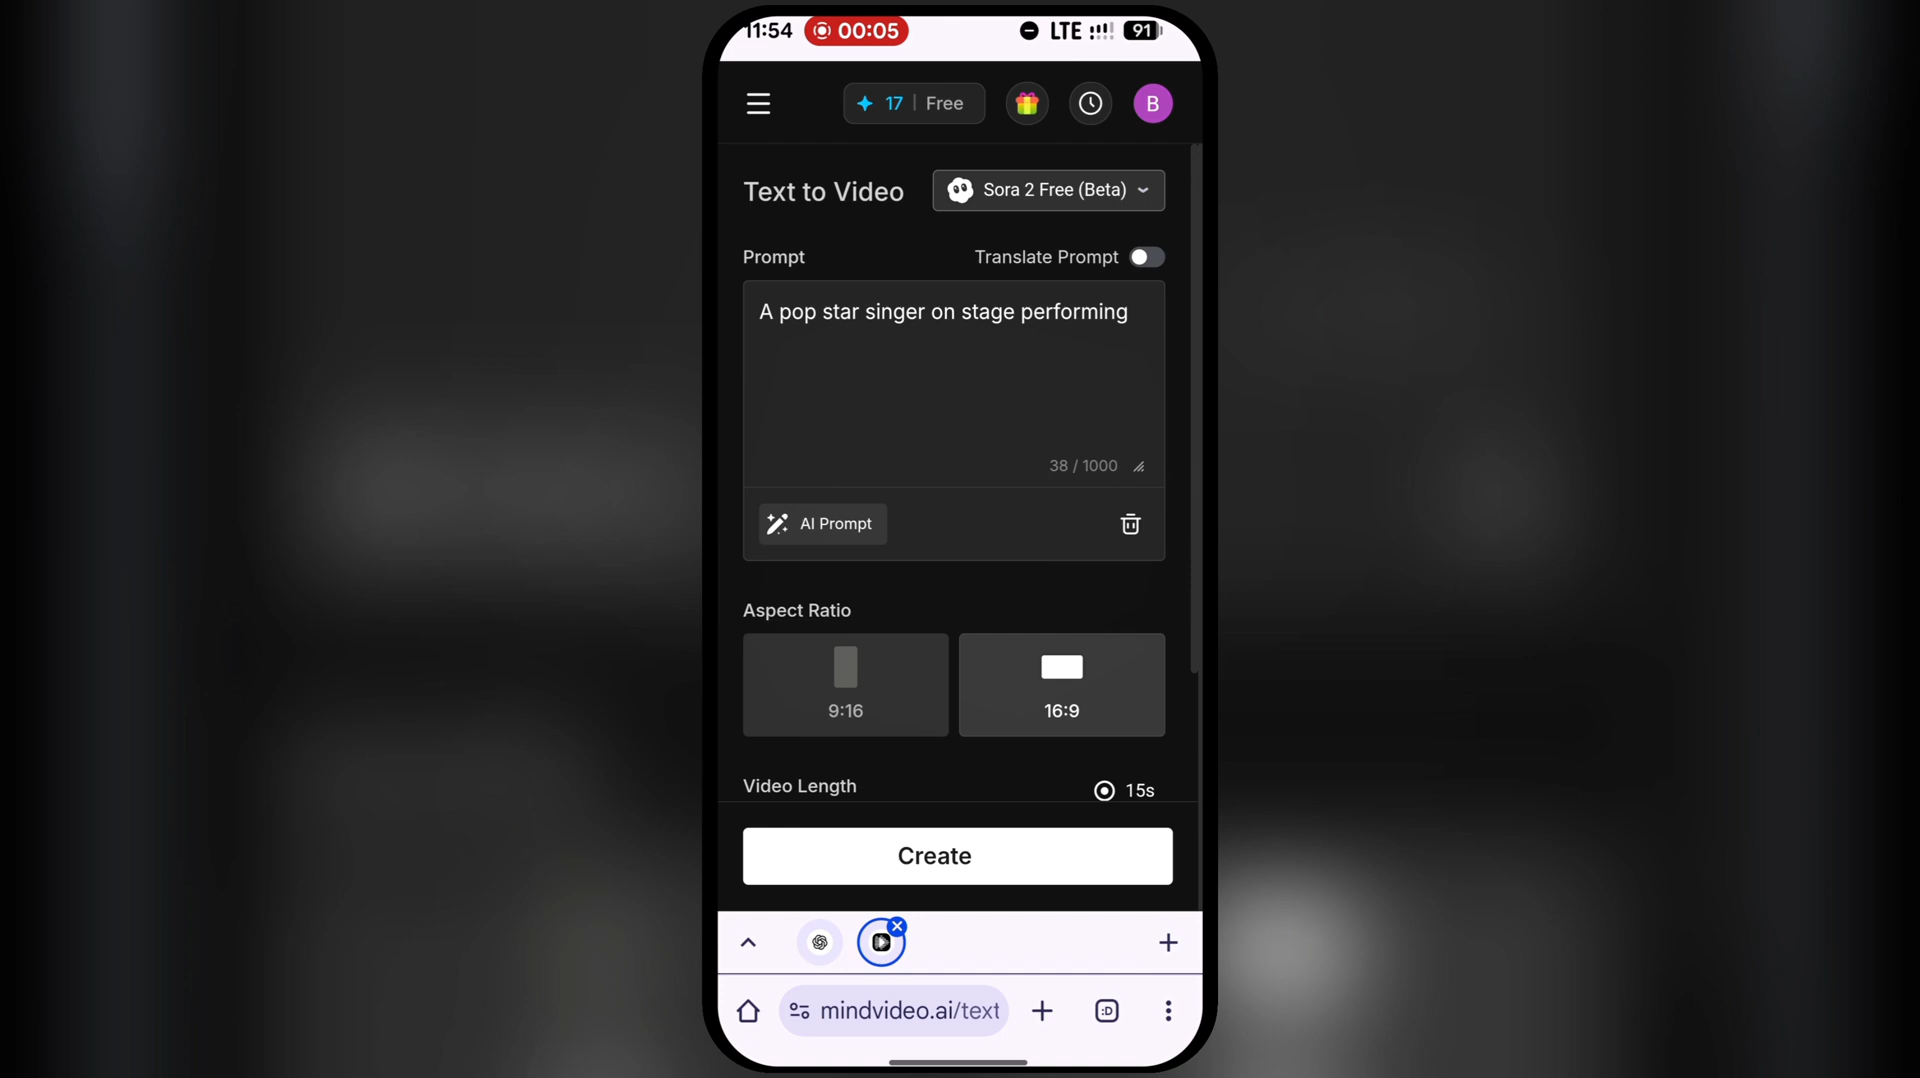 11:54 00:05 LTE 91
17 | Free B
Text to Video Sora 2 Free (Beta)
Prompt Translate Prompt
A pop star singer on stage performing
38 / 1000
AI Prompt
Aspect Ratio
9:16 16:9
Video Length 15s
Create
mindvideo.ai/text
:D